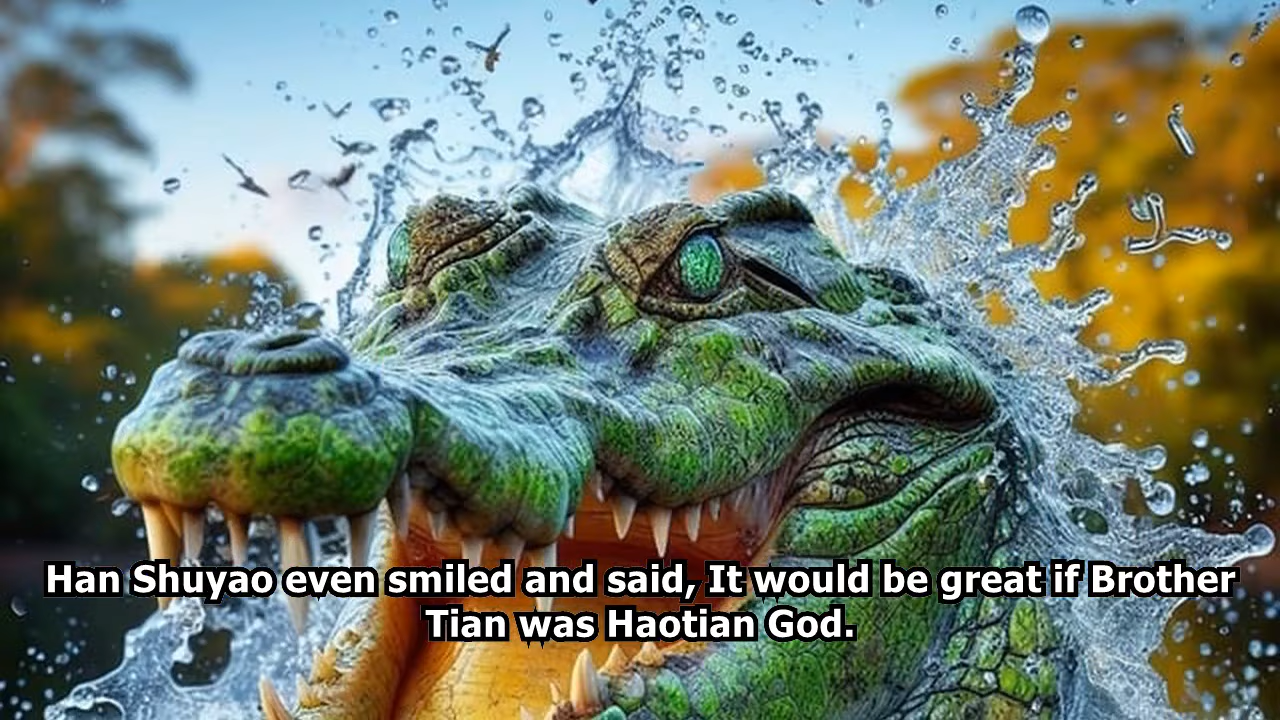 Han Shuyao even smiled and said, It would be great if Brother
Tian was Haotian God.